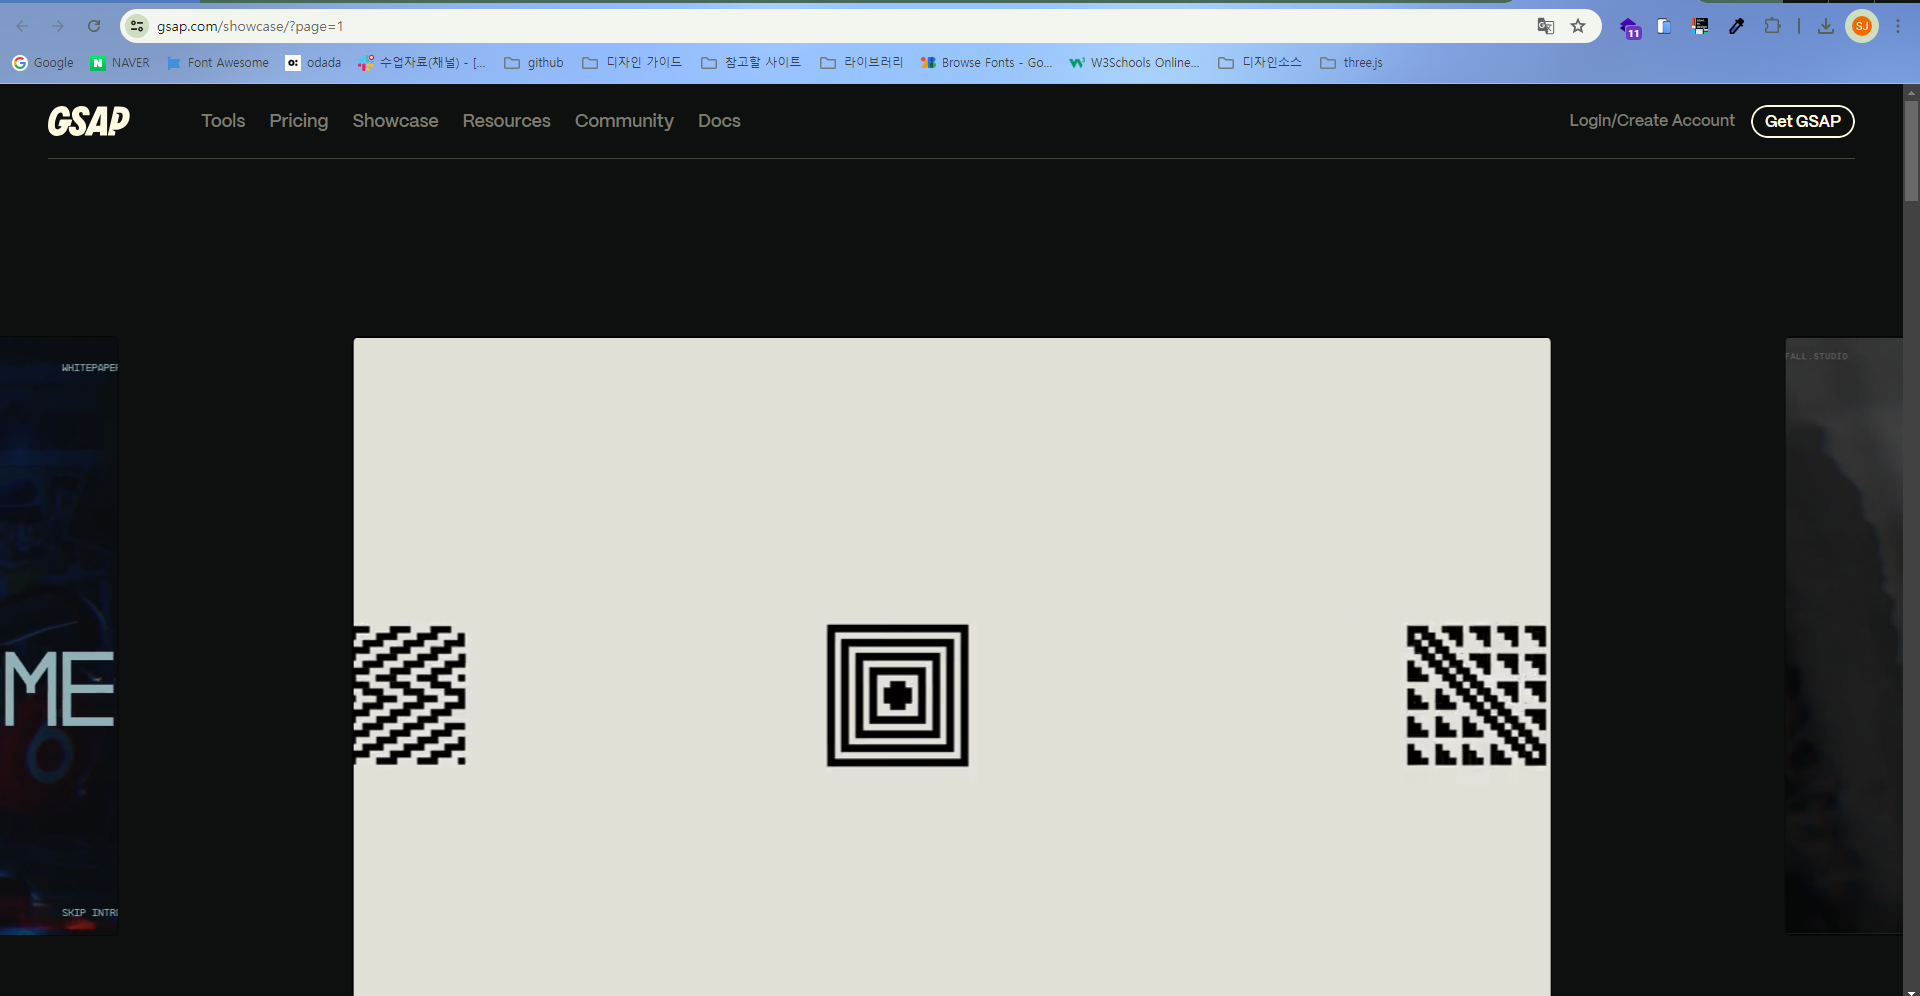 gsap.com/showcase/?page=1
11
SJ
Google
NAVER
Font Awesome
odada
수업자료(채널) - [...
github
디자인 가이드
참고할 사이트
라이브러리
Browse Fonts - Go...
W3Schools Online...
디자인소스
three.js
GSAP
Tools
Pricing
Showcase
Resources
Community
Docs
Login/Create Account
Get GSAP
WHITEPAPER
FALL.STUDIO
ME
SKIP INTR